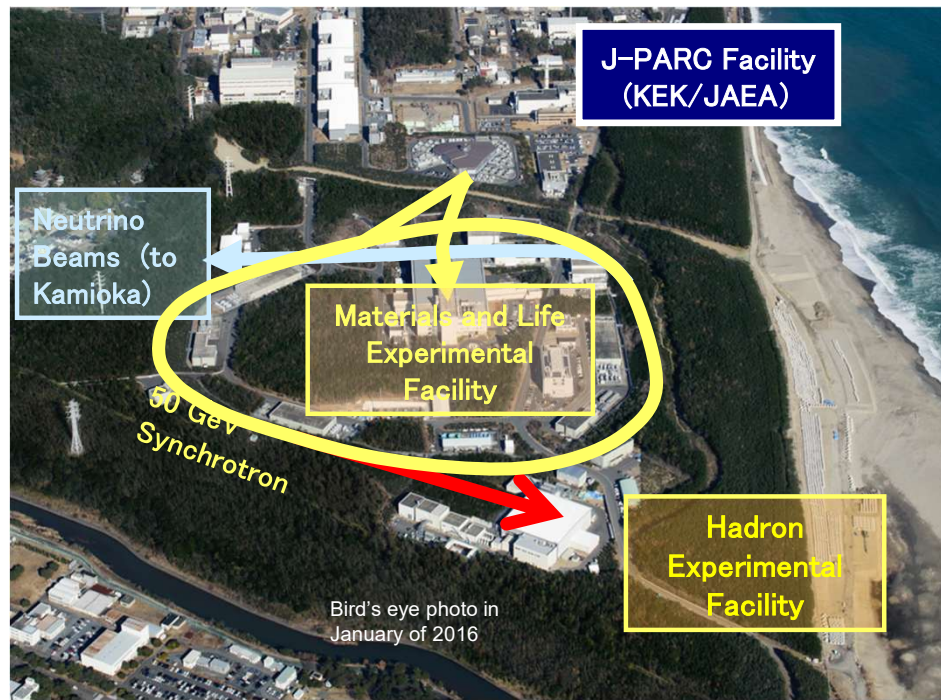 J-PARC Facility
(KEK/JAEA)
Neutrino
Beams (to
Kamioka)
Materials and Life
Experimental
Facility
50 GeV
Synchrotron
Hadron
Experimental
Facility
Bird's eye photo in
January of 2016